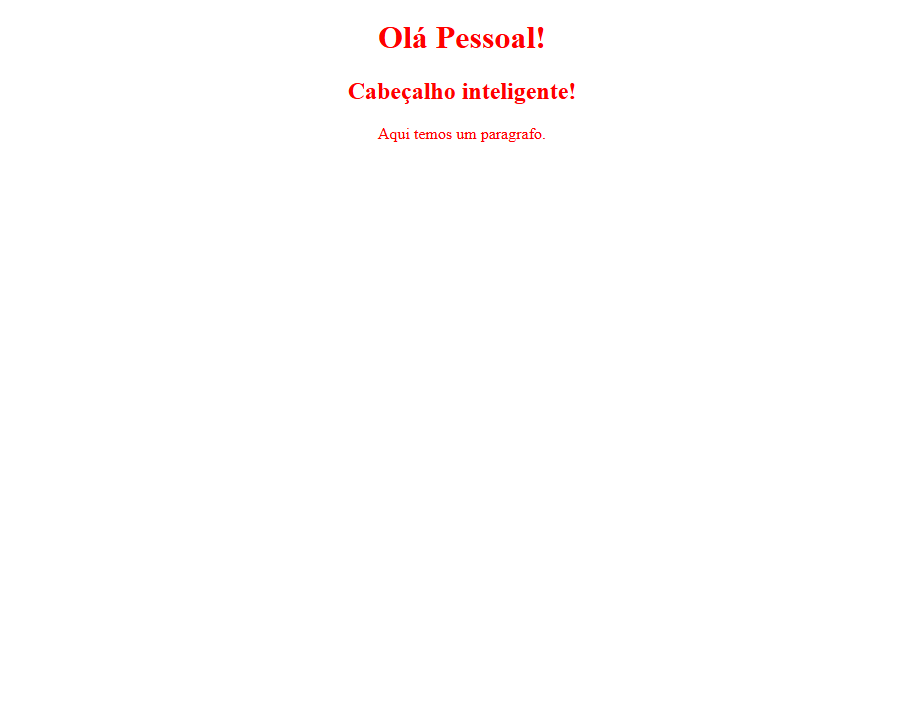 Olá Pessoal!
Cabeçalho inteligente!
Aqui temos um paragrafo.